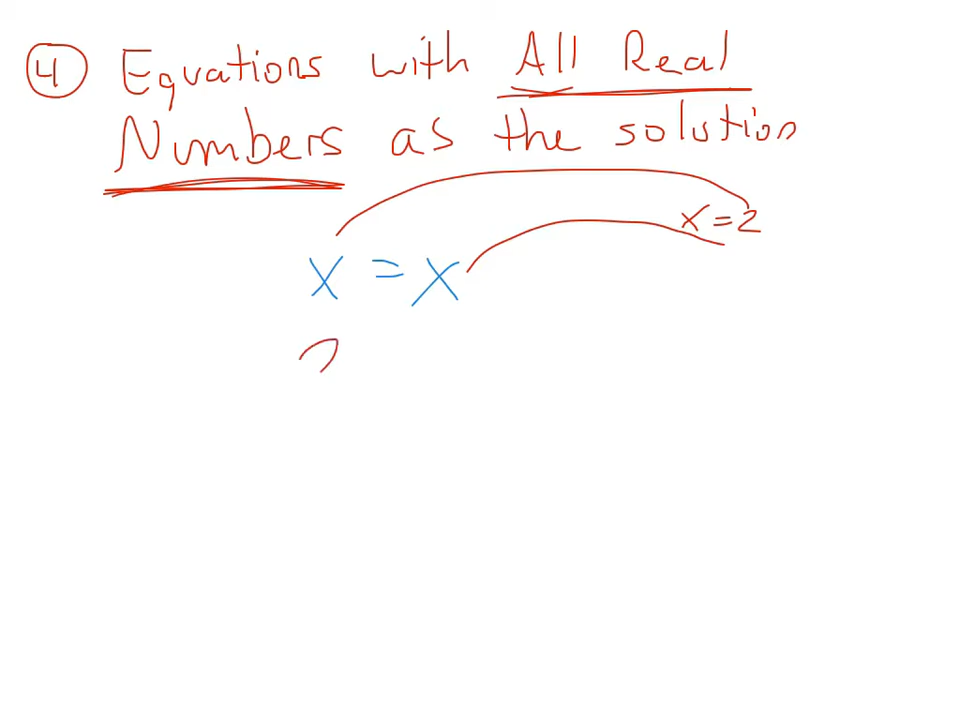 ④ Equations with All Real
Numbers as the solution
x = 2
x = x